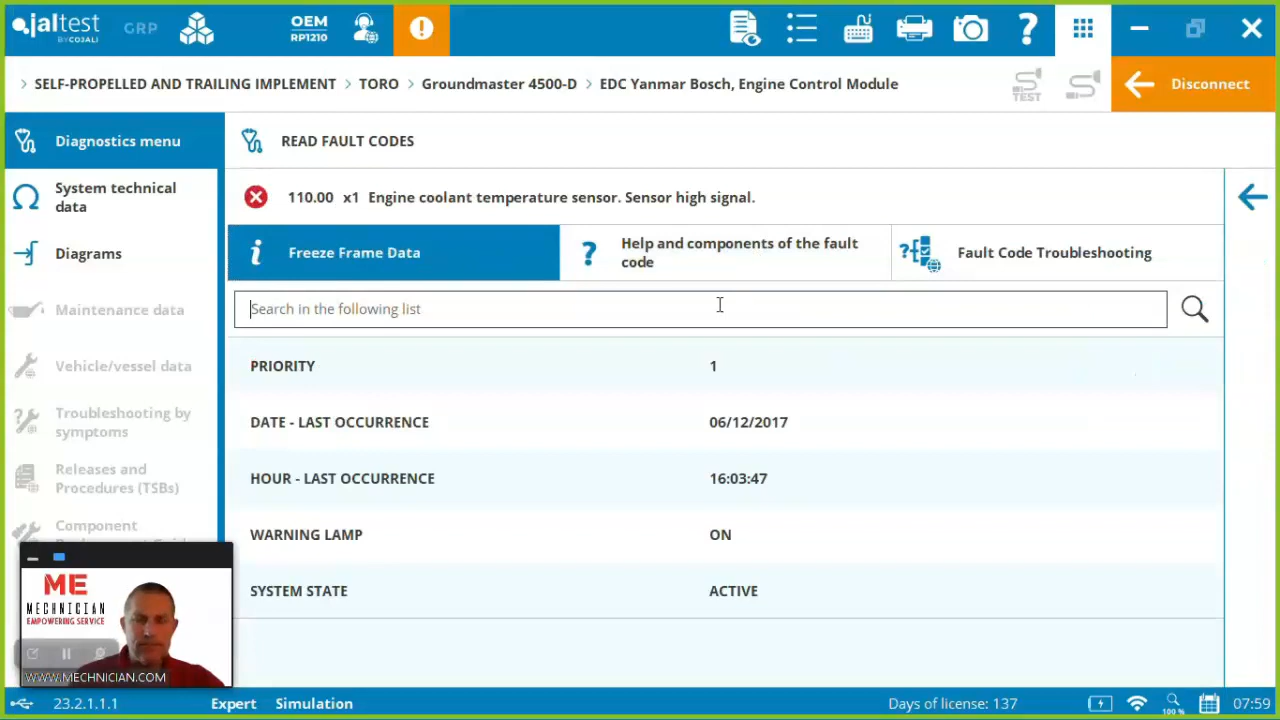 jaltest
BY COJALI
GRP
OEM
RP1210
SELF-PROPELLED AND TRAILING IMPLEMENT > TORO > Groundmaster 4500-D > EDC Yanmar Bosch, Engine Control Module
TEST
Disconnect
Diagnostics menu
READ FAULT CODES
System technical
data
110.00 x1 Engine coolant temperature sensor. Sensor high signal.
Diagrams
Freeze Frame Data
Help and components of the fault
code
Fault Code Troubleshooting
Maintenance data
Search in the following list
Vehicle/vessel data
PRIORITY 1
Troubleshooting by
symptoms
DATE - LAST OCCURRENCE 06/12/2017
Releases and
Procedures (TSBs)
HOUR - LAST OCCURRENCE 16:03:47
Component
WARNING LAMP ON
SYSTEM STATE ACTIVE
ME
MECHNICIAN
EMPOWERING SERVICE
WWW.MECHNICIAN.COM
23.2.1.1.1
Expert
Simulation
Days of license: 137
100 %
07:59